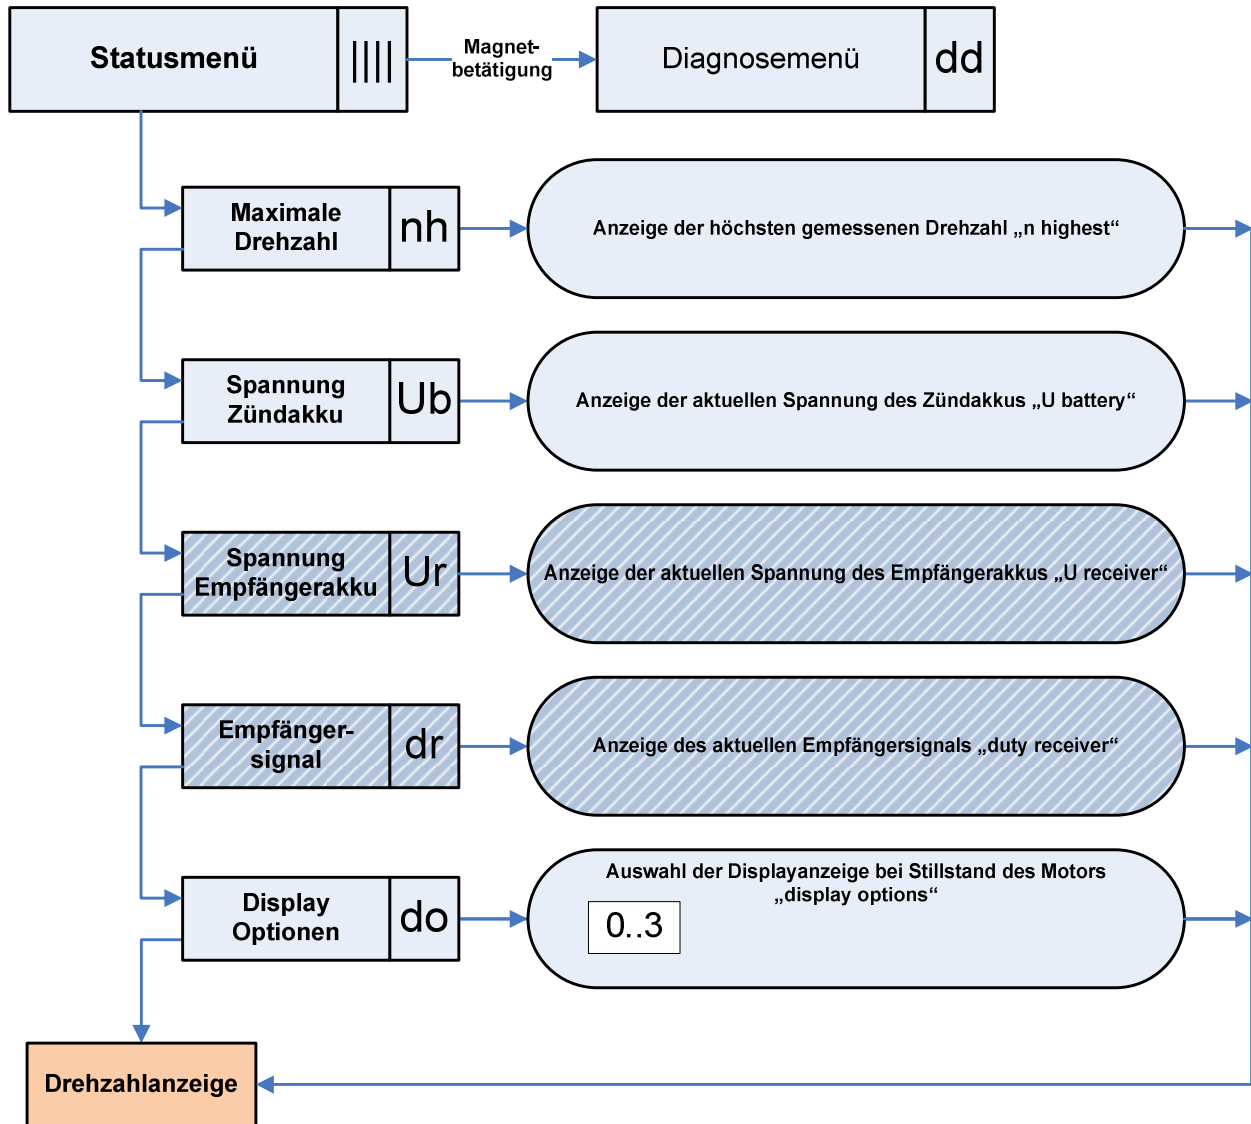 Statusmenü
||||
Magnet-
betätigung
Diagnosemenü
dd
Maximale
Drehzahl
nh
Anzeige der höchsten gemessenen Drehzahl „n highest“
Spannung
Zündakku
Ub
Anzeige der aktuellen Spannung des Zündakkus „U battery“
Spannung
Empfängerakku
Ur
Anzeige der aktuellen Spannung des Empfängerakkus „U receiver“
Empfänger-
signal
dr
Anzeige des aktuellen Empfängersignals „duty receiver“
Display
Optionen
do
Auswahl der Displayanzeige bei Stillstand des Motors
„display options“
0..3
Drehzahlanzeige